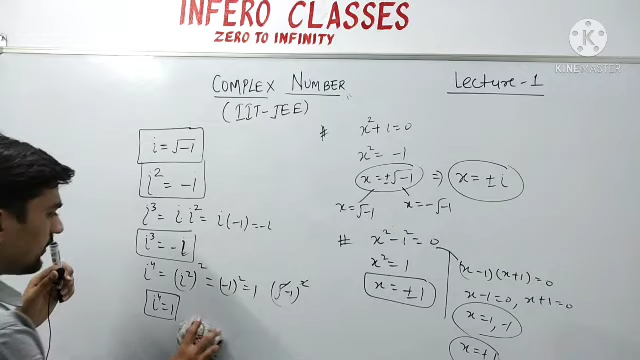 INFERO CLASSES
ZERO TO INFINITY
KINEMASTER
COMPLEX NUMBER
(IIT-JEE)
Lecture-1
i = √-1
i² = -1
i³ = i i² = i(-1) = -i
i³ = -i
i⁴ = (i²)² = (-1)² = 1 (√-1)²
i⁴ = 1
# x²+1=0
x² = -1
x = ±√-1 ⇒ x = ±i
x = √-1 x = -√-1
# x² - i² = 0
x² = 1
x = ±1
(x-1)(x+1) = 0
x-1=0, x+1=0
x = 1, -1
x = ±1